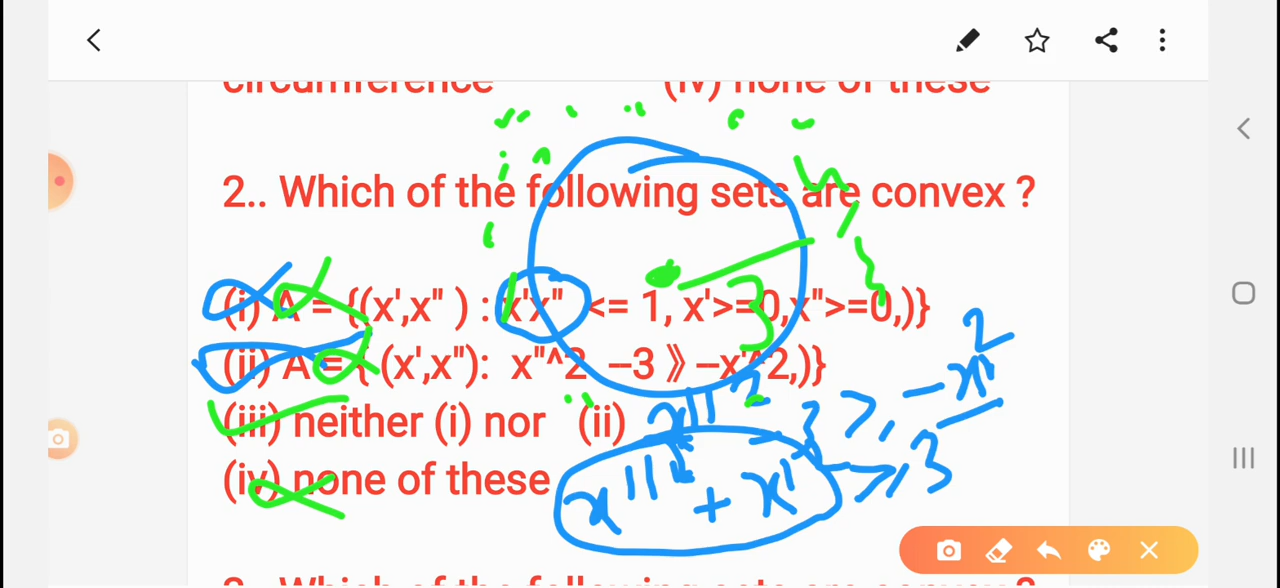 circumference (iv) none of these
2.. Which of the following sets are convex ?
(i) A = {(x',x" ) : x'x" <= 1, x'>=0,x">=0,)}
(ii) A = { (x',x"): x"^2 –3 》–x'^2,)}
(iii) neither (i) nor (ii)
(iv) none of these
3
x"^2 - 3 >, -x'^2
x"^2 + x'^2 >, 3